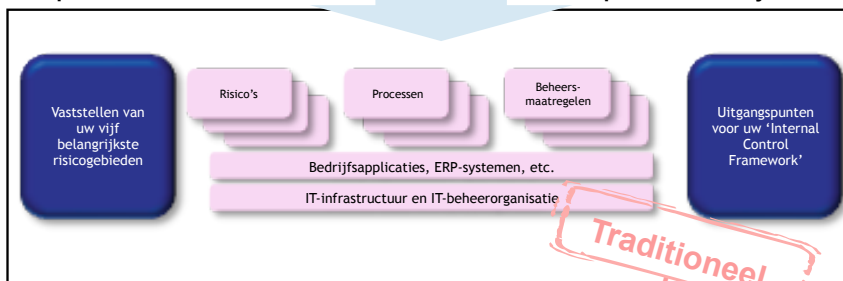 Vaststellen van
uw vijf
belangrijkste
risicogebieden
Risico's
Processen
Beheers-
maatregelen
Bedrijfsapplicaties, ERP-systemen, etc.
IT-infrastructuur en IT-beheerorganisatie
Uitgangspunten
voor uw ‘Internal
Control
Framework’
Traditioneel